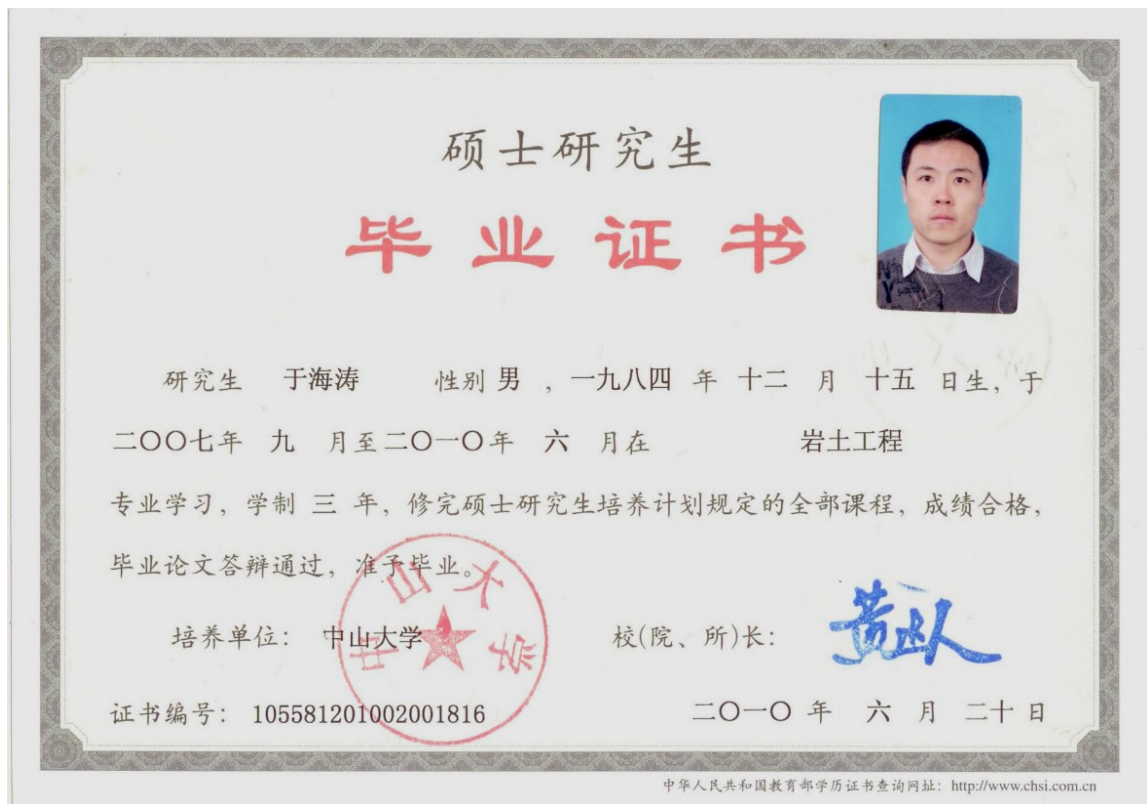 硕士研究生
毕业证书
研究生 于海涛 性别 男 ，一九八四 年 十二 月 十五 日生，于
二〇〇七年 九 月至二〇一〇年 六 月在 岩土工程
专业学习，学制 三 年，修完硕士研究生培养计划规定的全部课程，成绩合格，
毕业论文答辩通过，准予毕业。
中山大学
培养单位： 中山大学 校(院、所)长： 黄达人
证书编号： 105581201002001816 二〇一〇 年 六 月 二十 日
中华人民共和国教育部学历证书查询网址：http://www.chsi.com.cn